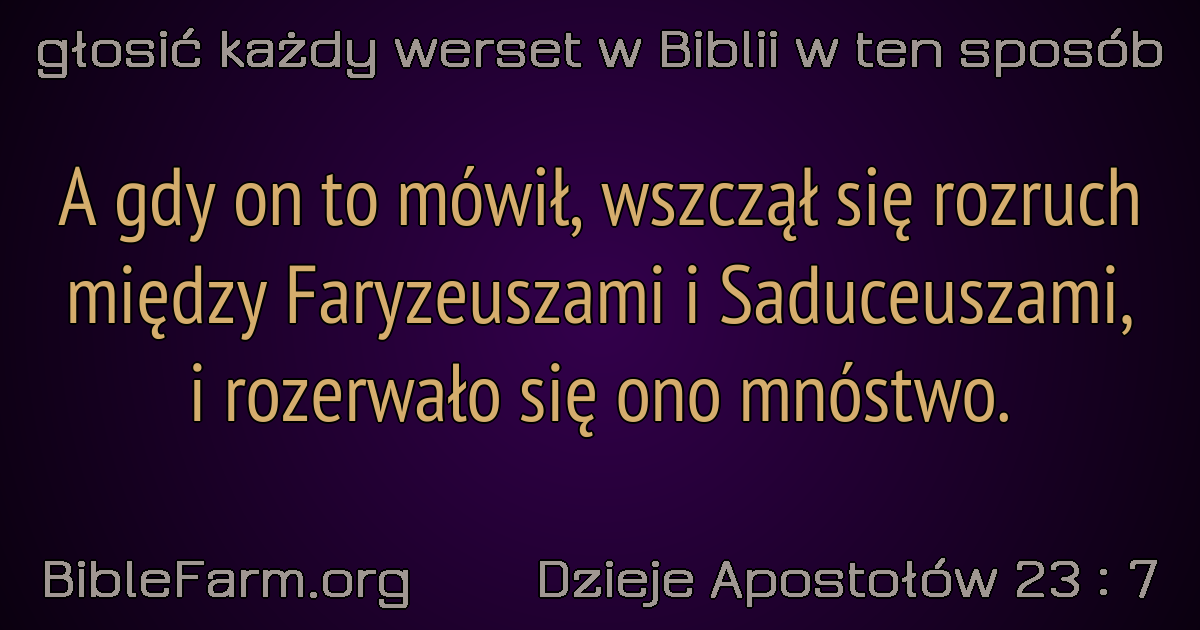 głosić każdy werset w Biblii w ten sposób
A gdy on to mówił, wszczął się rozruch
między Faryzeuszami i Saduceuszami,
i rozerwało się ono mnóstwo.
BibleFarm.org Dzieje Apostołów 23 : 7